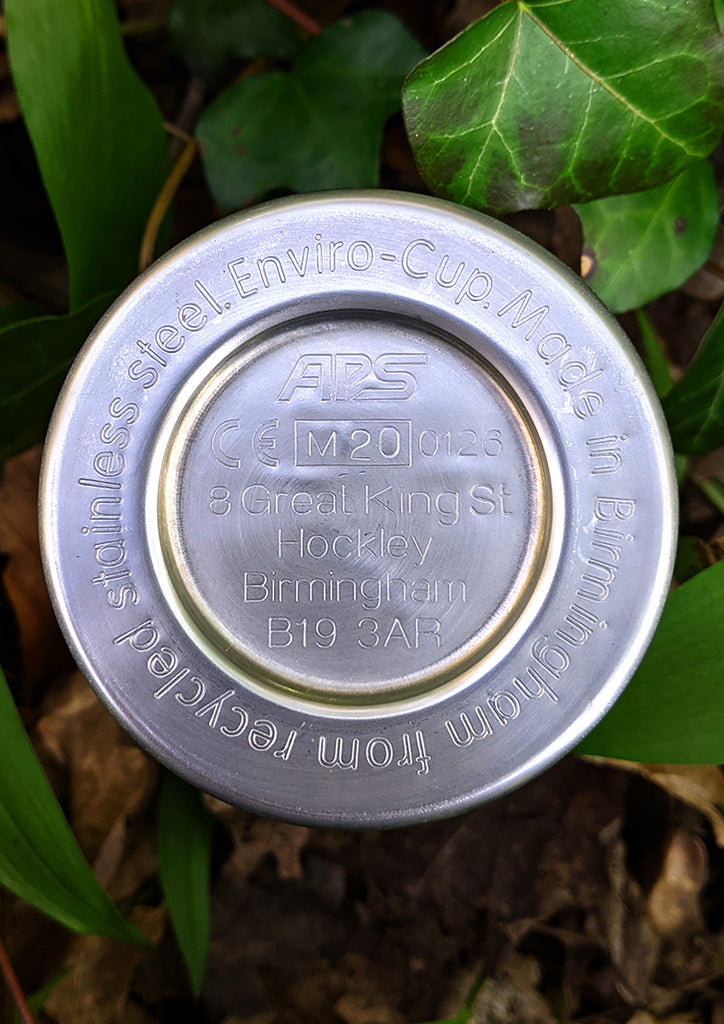 Enviro-Cup. Made in Birmingham from recycled stainless steel.
APS
CE M 20 0126
8 Great King St
Hockley
Birmingham
B19 3AR